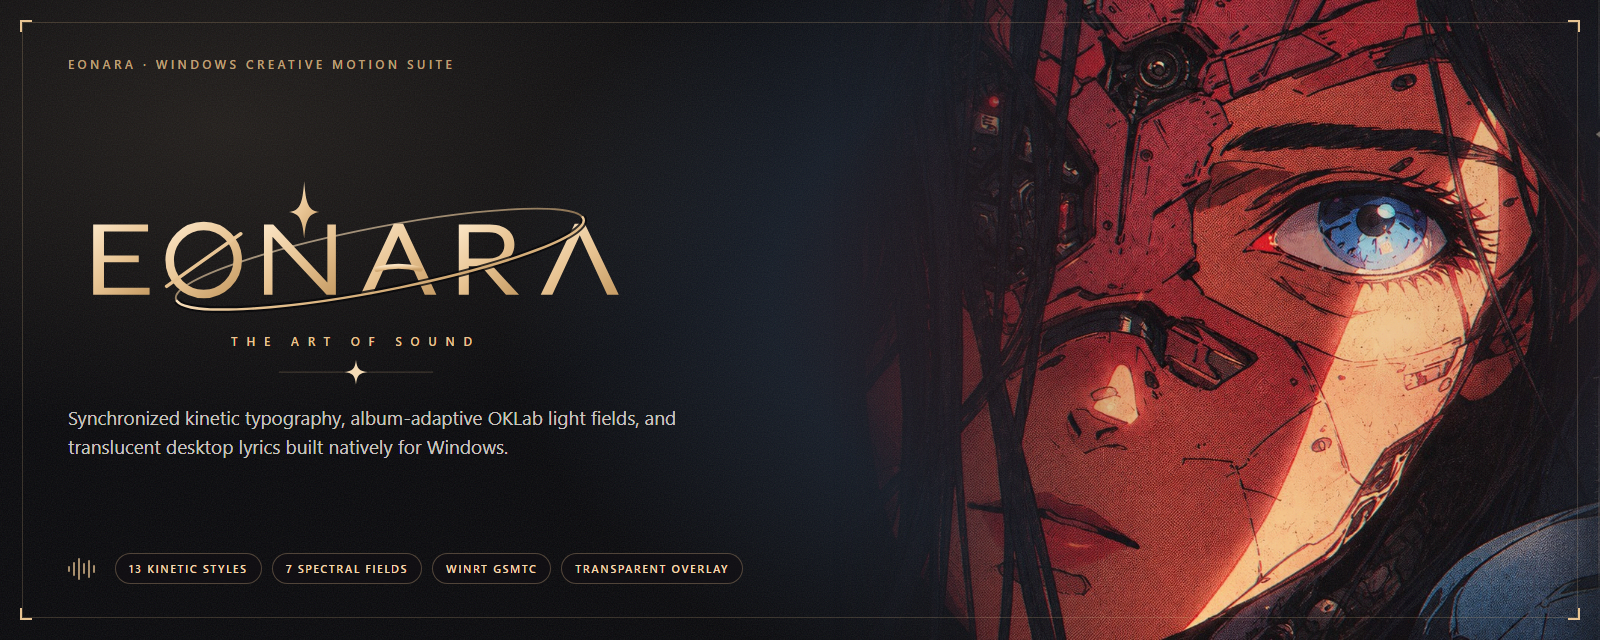 EONARA · WINDOWS CREATIVE MOTION SUITE
EONARA
THE ART OF SOUND
Synchronized kinetic typography, album-adaptive OKLab light fields, and
translucent desktop lyrics built natively for Windows.
13 KINETIC STYLES
7 SPECTRAL FIELDS
WINRT GSMTC
TRANSPARENT OVERLAY